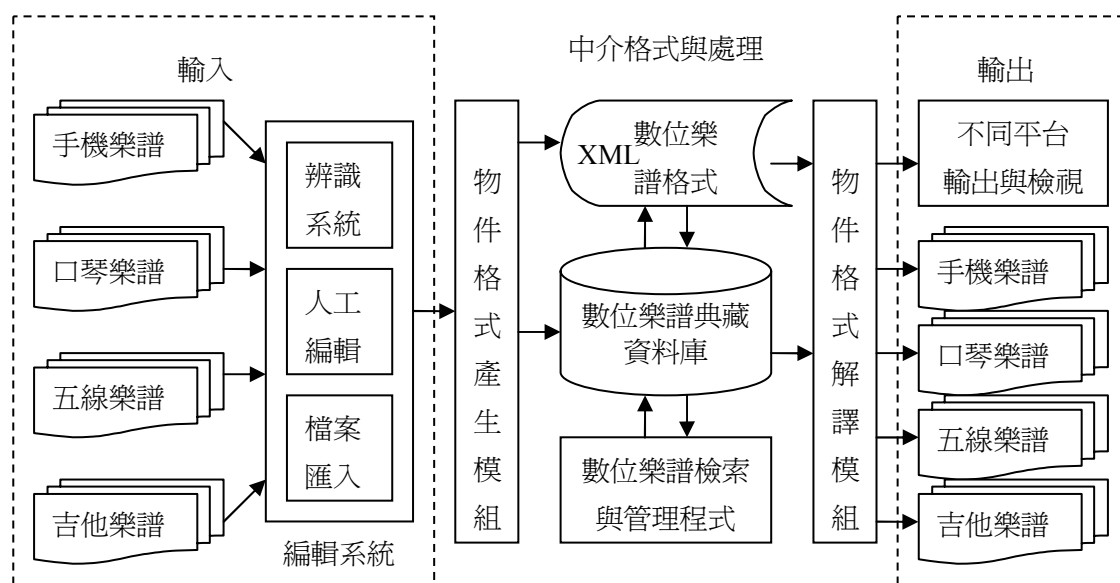 輸入
手機樂譜
口琴樂譜
五線樂譜
吉他樂譜
辨識
系統
人工
編輯
檔案
匯入
編輯系統
物件格式產生模組
中介格式與處理
XML
數位樂
譜格式
數位樂譜典藏
資料庫
數位樂譜檢索
與管理程式
物件格式解譯模組
輸出
不同平台
輸出與檢視
手機樂譜
口琴樂譜
五線樂譜
吉他樂譜